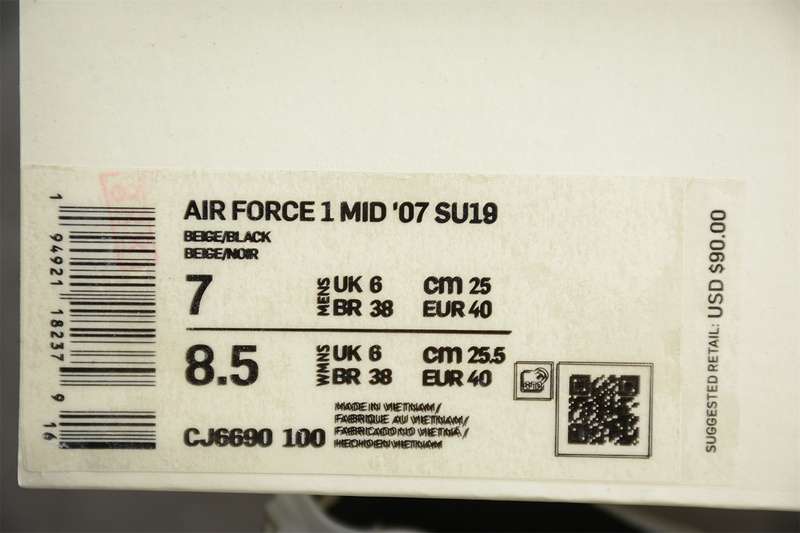 AIR FORCE 1 MID '07 SU19
BEIGE/BLACK
BEIGE/NOIR
7
MENS
UK 6 cm 25
BR 38 EUR 40
8.5
WMNS
UK 6 cm 25.5
BR 38 EUR 40
CJ6690 100
MADE IN VIETNAM/
FABRIQUE AU VIETNAM/
FABRICADO NO VIETNÃ/
HECHO EN VIETNAM
1 94921 18237 9 16
SUGGESTED RETAIL: USD $90.00